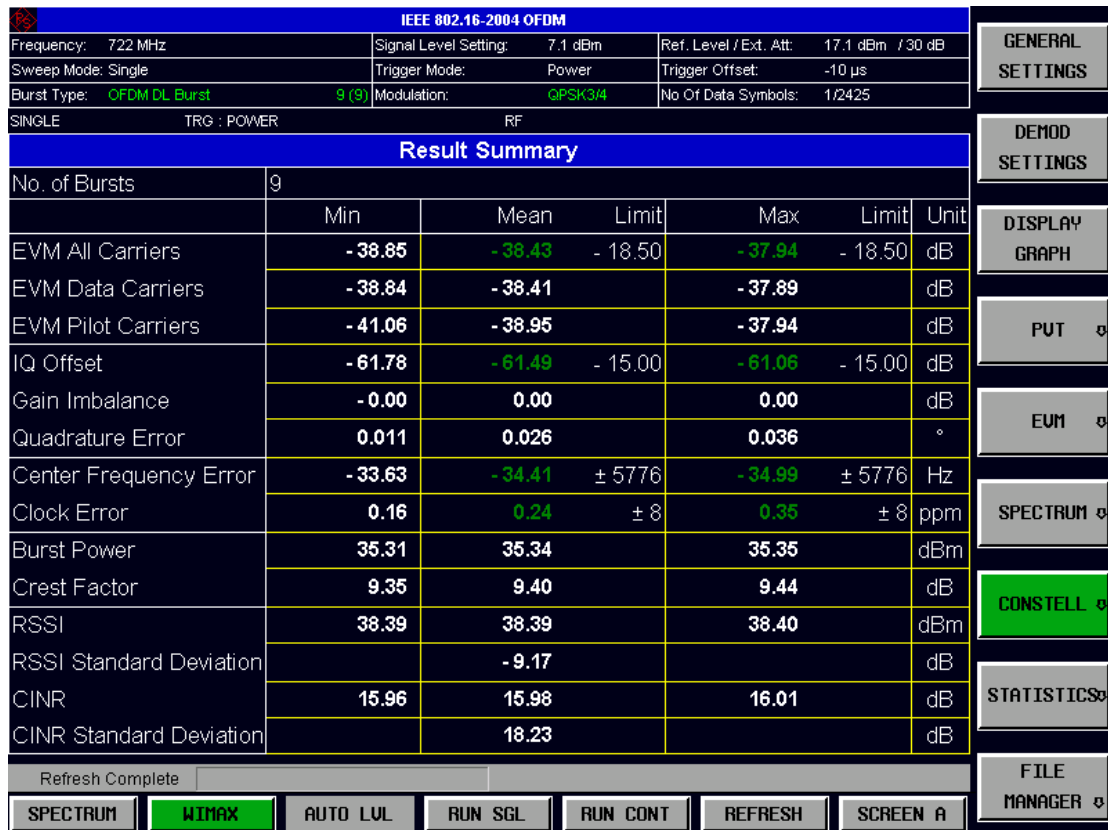 IEEE 802.16-2004 OFDM
Frequency: 722 MHz Signal Level Setting: 7.1 dBm Ref. Level / Ext. Att: 17.1 dBm / 30 dB
Sweep Mode: Single Trigger Mode: Power Trigger Offset: -10 µs
Burst Type: OFDM DL Burst 9 (9) Modulation: QPSK3/4 No Of Data Symbols: 1/2425
SINGLE TRG : POWER RF
Result Summary
No. of Bursts 9
Min Mean Limit Max Limit Unit
EVM All Carriers - 38.85 - 38.43 - 18.50 - 37.94 - 18.50 dB
EVM Data Carriers - 38.84 - 38.41 - 37.89 dB
EVM Pilot Carriers - 41.06 - 38.95 - 37.94 dB
IQ Offset - 61.78 - 61.49 - 15.00 - 61.06 - 15.00 dB
Gain Imbalance - 0.00 0.00 0.00 dB
Quadrature Error 0.011 0.026 0.036 °
Center Frequency Error - 33.63 - 34.41 ± 5776 - 34.99 ± 5776 Hz
Clock Error 0.16 0.24 ± 8 0.35 ± 8 ppm
Burst Power 35.31 35.34 35.35 dBm
Crest Factor 9.35 9.40 9.44 dB
RSSI 38.39 38.39 38.40 dBm
RSSI Standard Deviation - 9.17 dB
CINR 15.96 15.98 16.01 dB
CINR Standard Deviation 18.23 dB
Refresh Complete
SPECTRUM WIMAX AUTO LVL RUN SGL RUN CONT REFRESH SCREEN A
GENERAL
SETTINGS
DEMOD
SETTINGS
DISPLAY
GRAPH
PVT
EVM
SPECTRUM
CONSTELL
STATISTICS
FILE
MANAGER